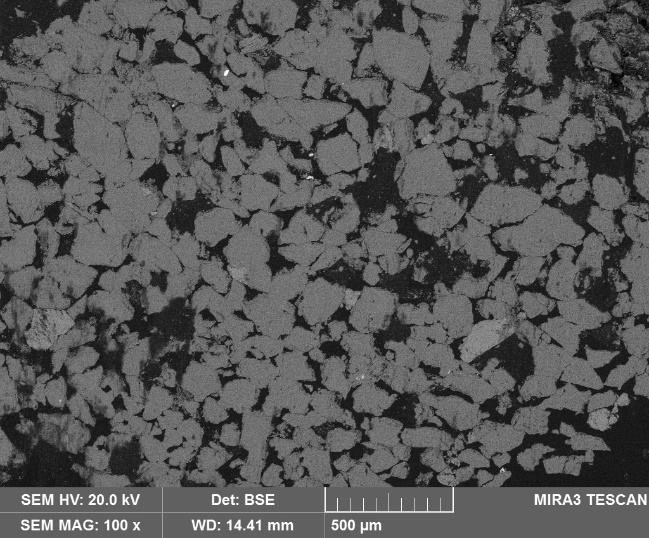 SEM HV: 20.0 kV Det: BSE MIRA3 TESCAN
SEM MAG: 100 x WD: 14.41 mm 500 µm